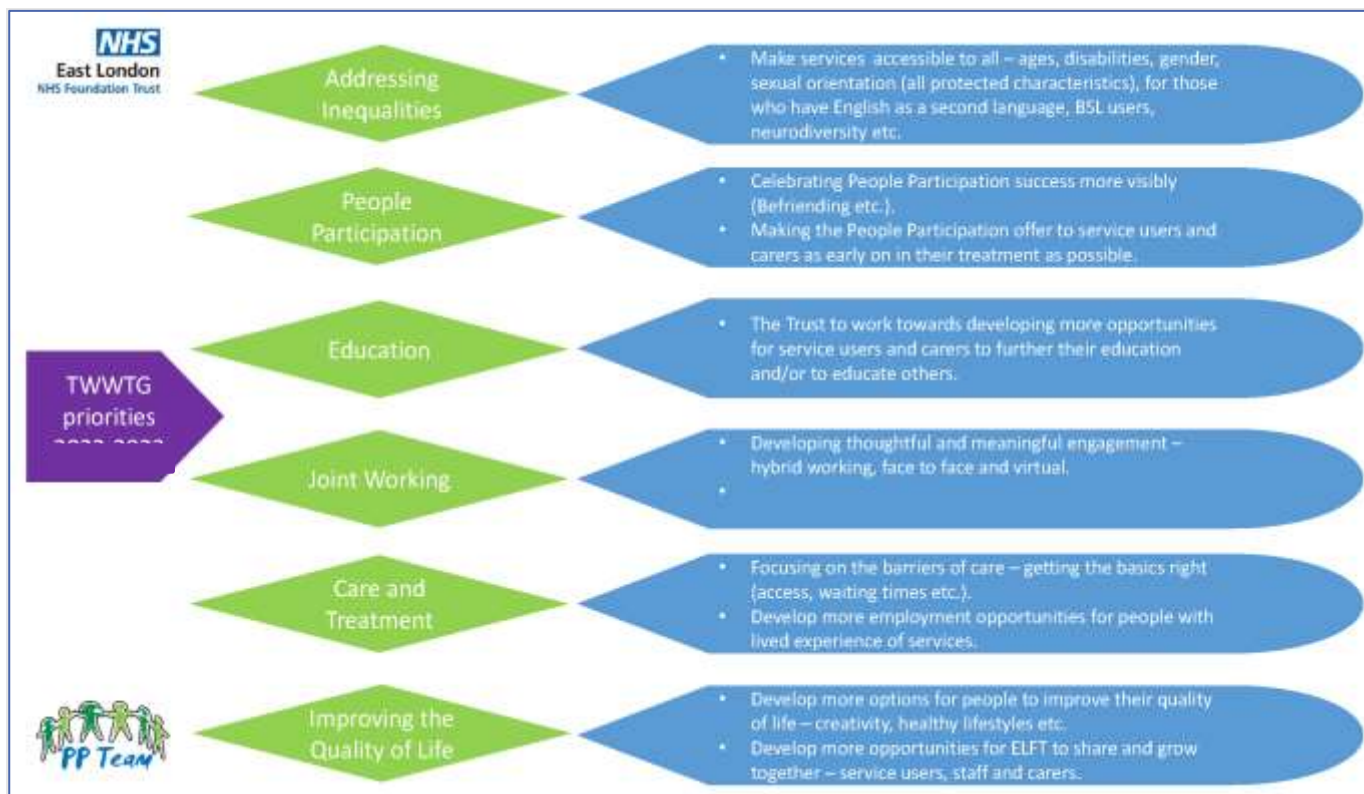 NHS
East London
NHS Foundation Trust
Addressing
Inequalities
• Make services accessible to all – ages, disabilities, gender,
sexual orientation (all protected characteristics), for those
who have English as a second language, BSL users,
neurodiversity etc.
People
Participation
• Celebrating People Participation success more visibly
(Befriending etc.).
• Making the People Participation offer to service users and
carers as early on in their treatment as possible.
Education
• The Trust to work towards developing more opportunities
for service users and carers to further their education
and/or to educate others.
TWWTG
priorities
Joint Working
• Developing thoughtful and meaningful engagement –
hybrid working, face to face and virtual.
•
Care and
Treatment
• Focusing on the barriers of care – getting the basics right
(access, waiting times etc.).
• Develop more employment opportunities for people with
lived experience of services.
Improving the
Quality of Life
• Develop more options for people to improve their quality
of life – creativity, healthy lifestyles etc.
• Develop more opportunities for ELFT to share and grow
together – service users, staff and carers.
PP Team